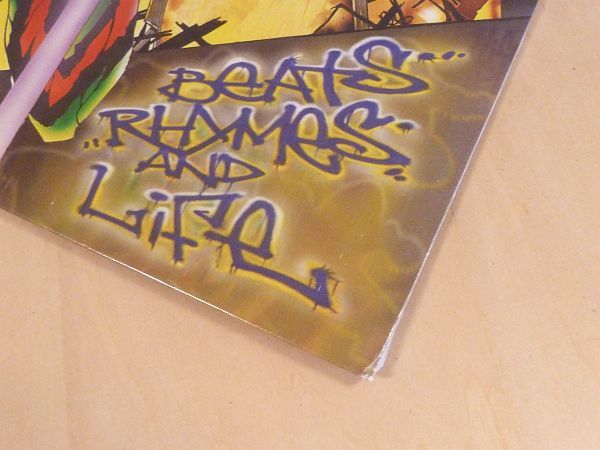 BEATS...
..RHYMES
AND
LiFE